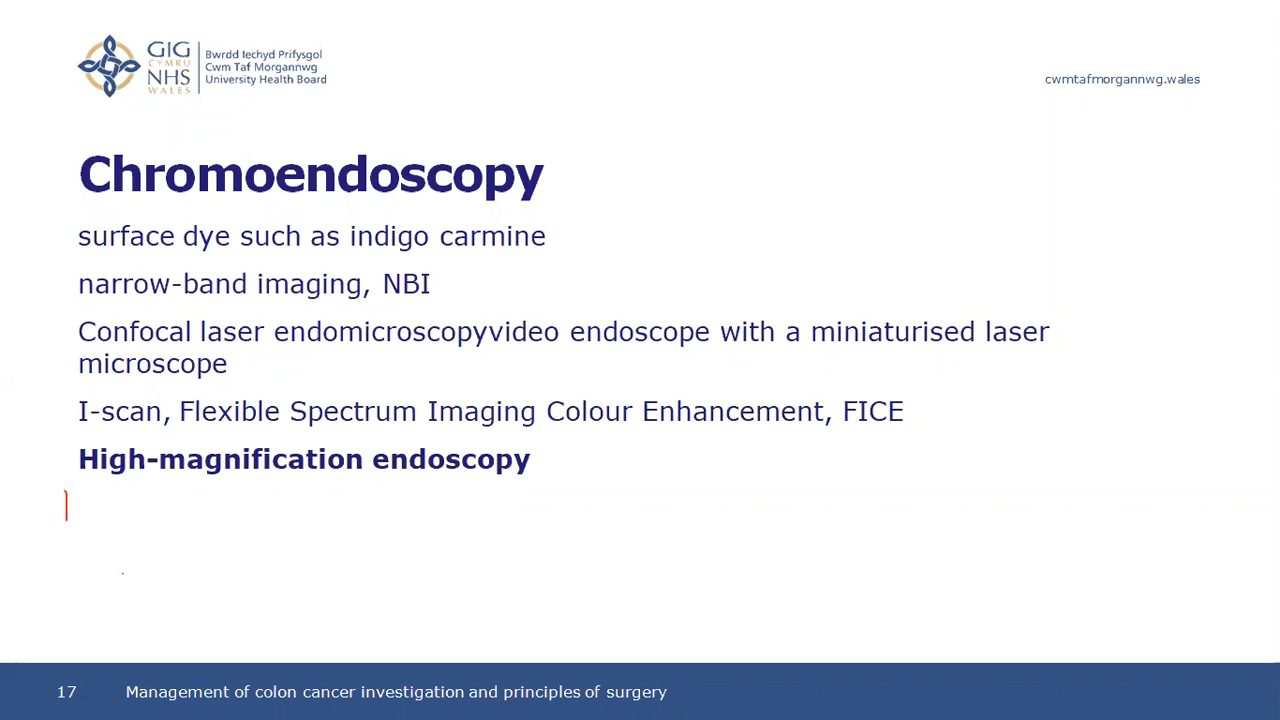 GIG
CYMRU
NHS
WALES
Bwrdd Iechyd Prifysgol
Cwm Taf Morgannwg
University Health Board
cwmtafmorgannwg.wales
Chromoendoscopy
surface dye such as indigo carmine
narrow-band imaging, NBI
Confocal laser endomicroscopyvideo endoscope with a miniaturised laser
microscope
I-scan, Flexible Spectrum Imaging Colour Enhancement, FICE
High-magnification endoscopy
17 Management of colon cancer investigation and principles of surgery